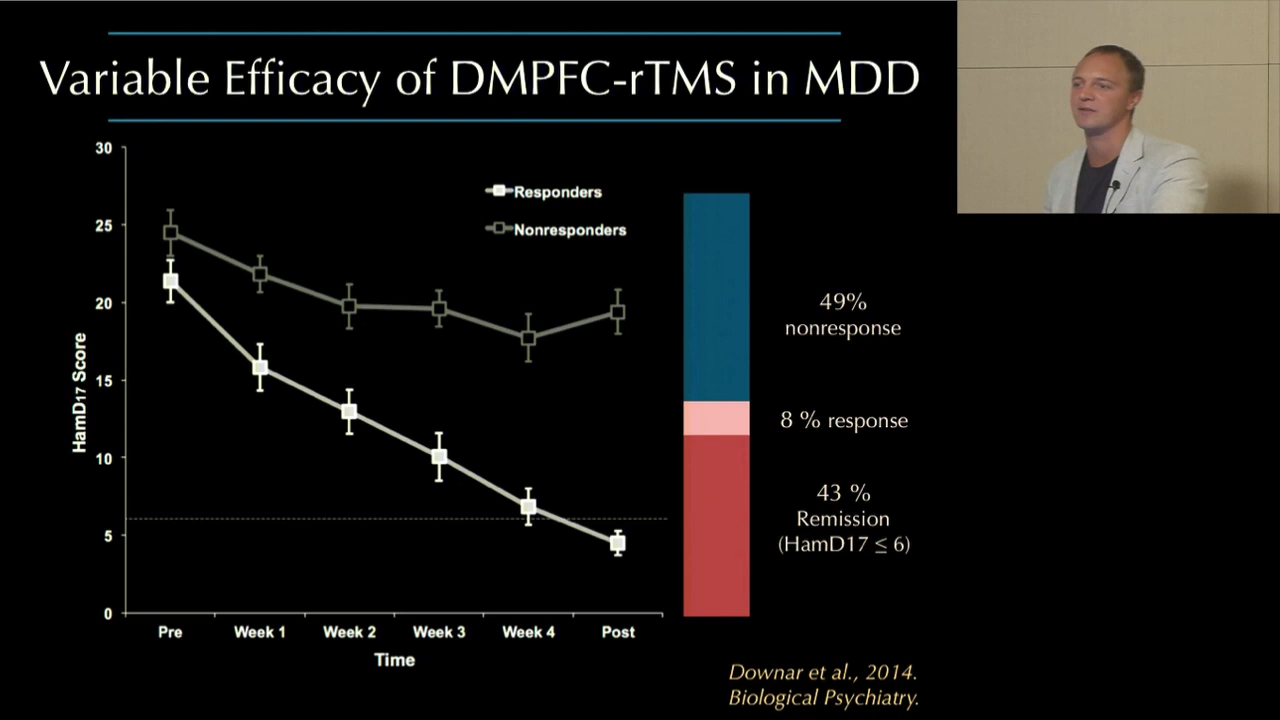 Variable Efficacy of DMPFC-rTMS in MDD
30
25
20
15
10
5
0
HamD17 Score
Responders
Nonresponders
Pre
Week 1
Week 2
Week 3
Week 4
Post
Time
49%
nonresponse
8 % response
43 %
Remission
(HamD17 ≤ 6)
Downar et al., 2014.
Biological Psychiatry.